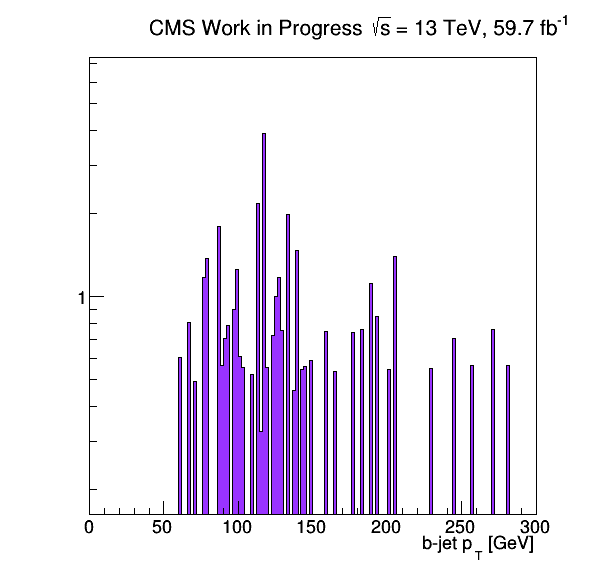 CMS Work in Progress √s = 13 TeV, 59.7 fb⁻¹
1
0 50 100 150 200 250 300
b-jet p_T [GeV]